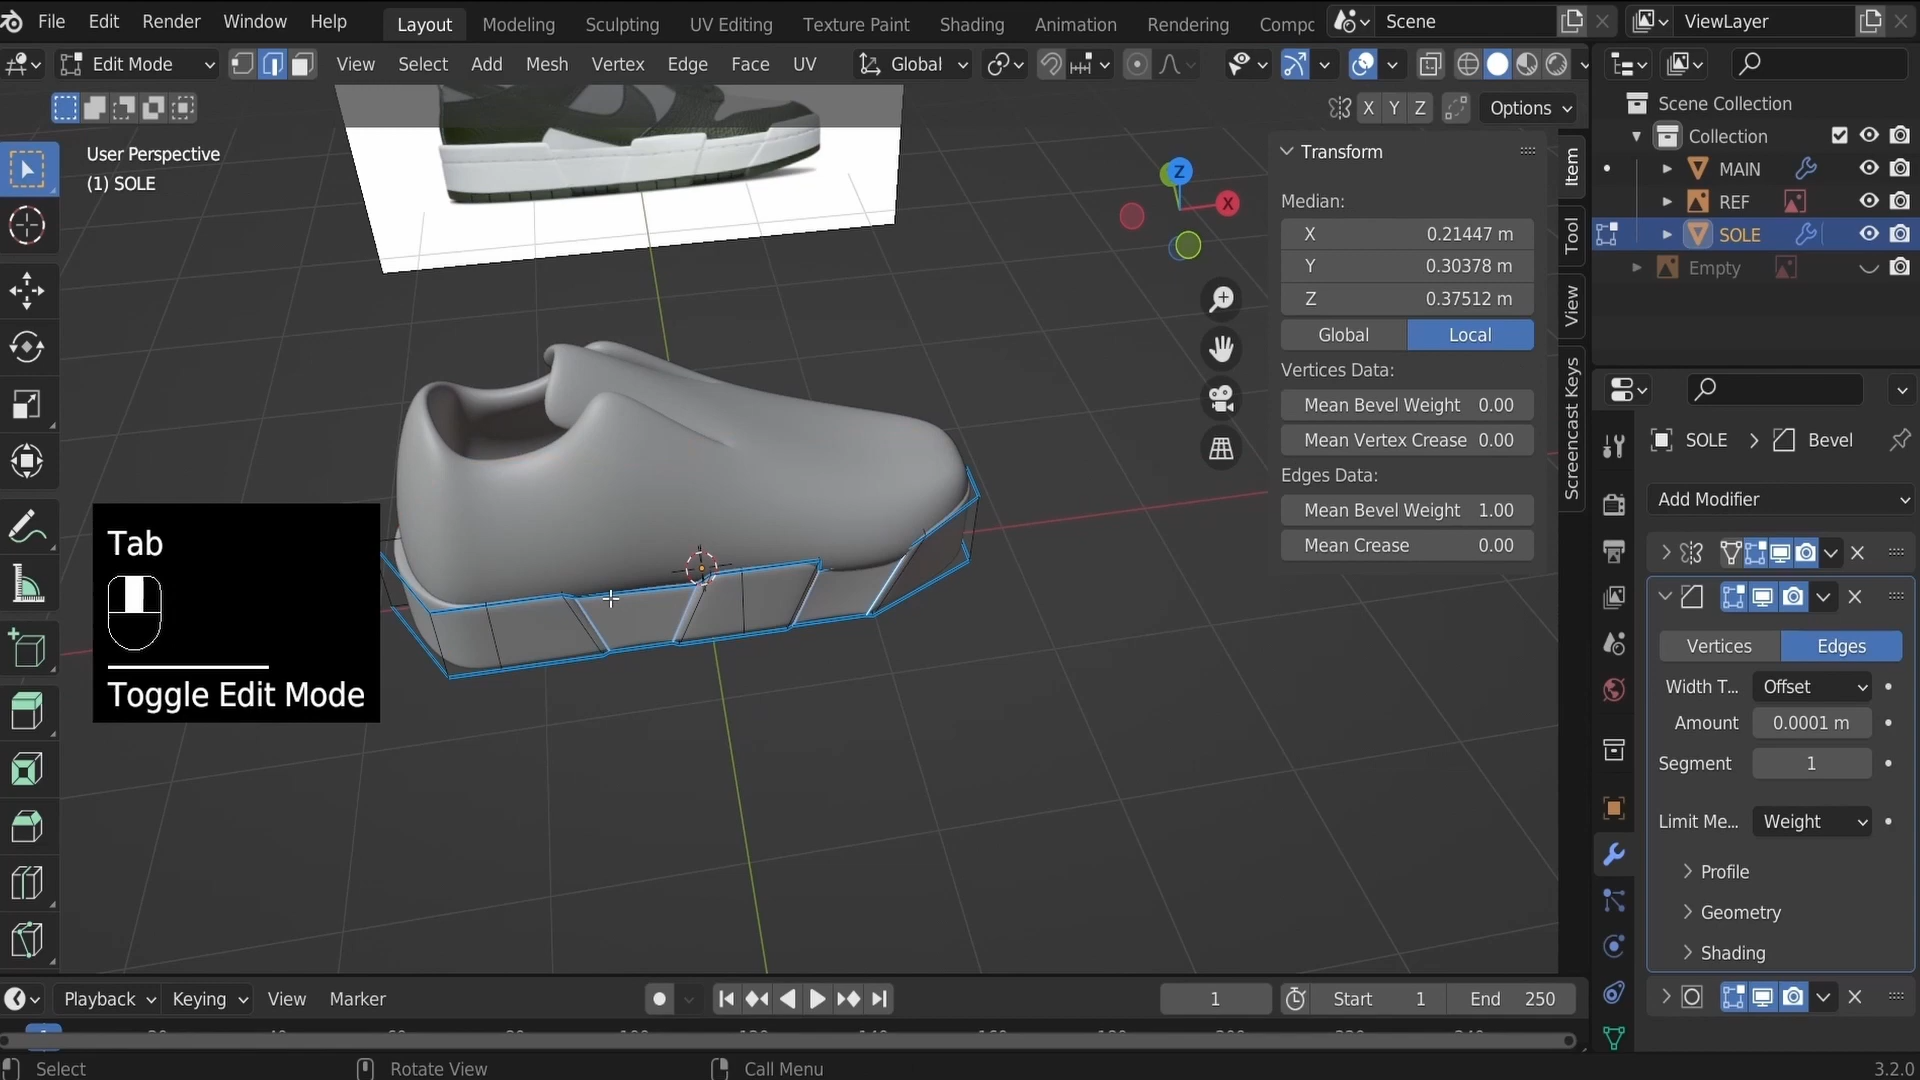 File Edit Render Window Help Layout Modeling Sculpting UV Editing Texture Paint Shading Animation Rendering Compo Scene ViewLayer
Edit Mode View Select Add Mesh Vertex Edge Face UV Global
X Y Z Options
User Perspective
(1) SOLE
Z
X
Tab
Toggle Edit Mode
Transform
Median:
X 0.21447 m
Y 0.30378 m
Z 0.37512 m
Global Local
Vertices Data:
Mean Bevel Weight 0.00
Mean Vertex Crease 0.00
Edges Data:
Mean Bevel Weight 1.00
Mean Crease 0.00
Item
Tool
View
Screencast Keys
Scene Collection
Collection
MAIN
REF
SOLE
Empty
SOLE > Bevel
Add Modifier
Vertices Edges
Width T... Offset
Amount 0.0001 m
Segment 1
Limit Me... Weight
Profile
Geometry
Shading
Playback Keying View Marker 1 Start 1 End 250
Select Rotate View Call Menu 3.2.0